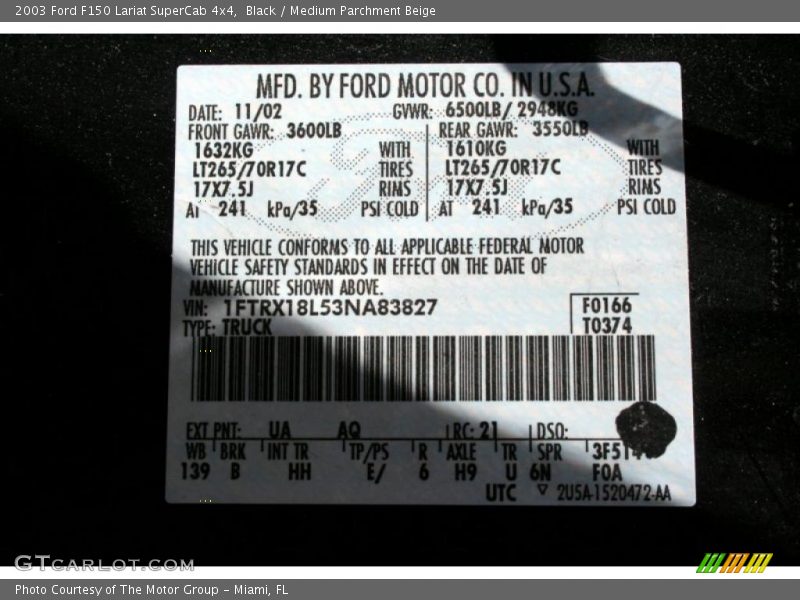 2003 Ford F150 Lariat SuperCab 4x4, Black / Medium Parchment Beige
MFD. BY FORD MOTOR CO. IN U.S.A.
DATE: 11/02 GVWR: 6500LB/ 2948KG
FRONT GAWR: 3600LB REAR GAWR: 3550LB
1632KG WITH 1610KG WITH
LT265/70R17C TIRES LT265/70R17C TIRES
17X7.5J RIMS 17X7.5J RIMS
AT 241 kPa/35 PSI COLD AT 241 kPa/35 PSI COLD
THIS VEHICLE CONFORMS TO ALL APPLICABLE FEDERAL MOTOR
VEHICLE SAFETY STANDARDS IN EFFECT ON THE DATE OF
MANUFACTURE SHOWN ABOVE.
VIN: 1FTRX18L53NA83827 F0166
TYPE: TRUCK T0374
EXT PNT: UA AQ RC: 21 DSO:
WB BRK INT TR TP/PS R AXLE TR SPR
139 B HH E/ 6 H9 U 6N F0A
UTC ▽ 2U5A-1520472-AA
GTCARLOT.COM
Photo Courtesy of The Motor Group - Miami, FL